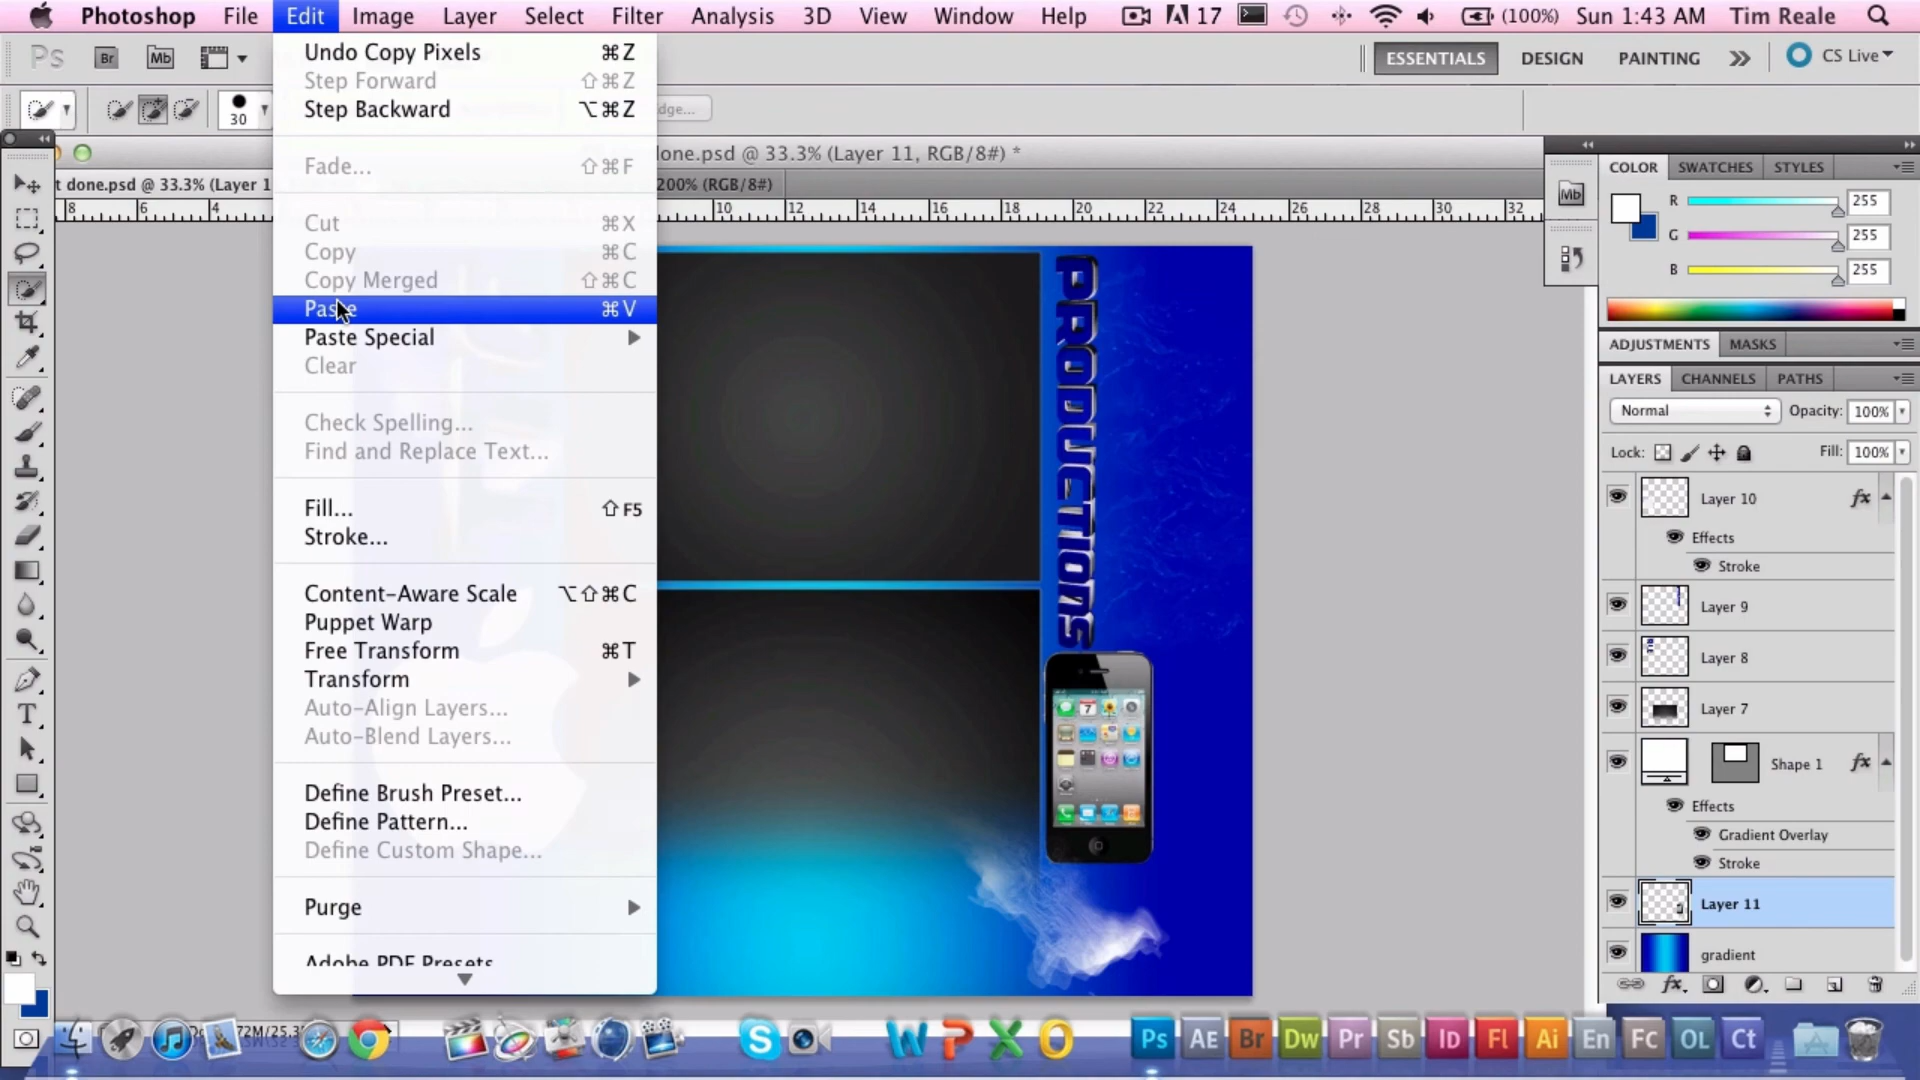 Photoshop File Edit Image Layer Select Filter Analysis 3D View Window Help 17 (100%) Sun 1:43 AM Tim Reale
Ps Br Mb ESSENTIALS DESIGN PAINTING CS Live
30 dge...
lone.psd @ 33.3% (Layer 11, RGB/8#) *
t done.psd @ 33.3% (Layer 1 200% (RGB/8#)
8 6 4 10 12 14 16 18 20 22 24 26 28 30 32
Undo Copy Pixels ⌘Z
Step Forward ⇧⌘Z
Step Backward ⌥⌘Z
Fade... ⇧⌘F
Cut ⌘X
Copy ⌘C
Copy Merged ⇧⌘C
Paste ⌘V
Paste Special
Clear
Check Spelling...
Find and Replace Text...
Fill... ⇧F5
Stroke...
Content-Aware Scale ⌥⇧⌘C
Puppet Warp
Free Transform ⌘T
Transform
Auto-Align Layers...
Auto-Blend Layers...
Define Brush Preset...
Define Pattern...
Define Custom Shape...
Purge
Adobe PDF Presets
PRODUCTIONS
7
Mb
COLOR SWATCHES STYLES
R 255
G 255
B 255
ADJUSTMENTS MASKS
LAYERS CHANNELS PATHS
Normal Opacity: 100%
Lock: Fill: 100%
Layer 10 fx
Effects
Stroke
Layer 9
Layer 8
Layer 7
Shape 1 fx
Effects
Gradient Overlay
Stroke
Layer 11
gradient
fx
T
72M/25.3
W P X O Ps AE Br Dw Pr Sb Id Fl Ai En Fc OL Ct